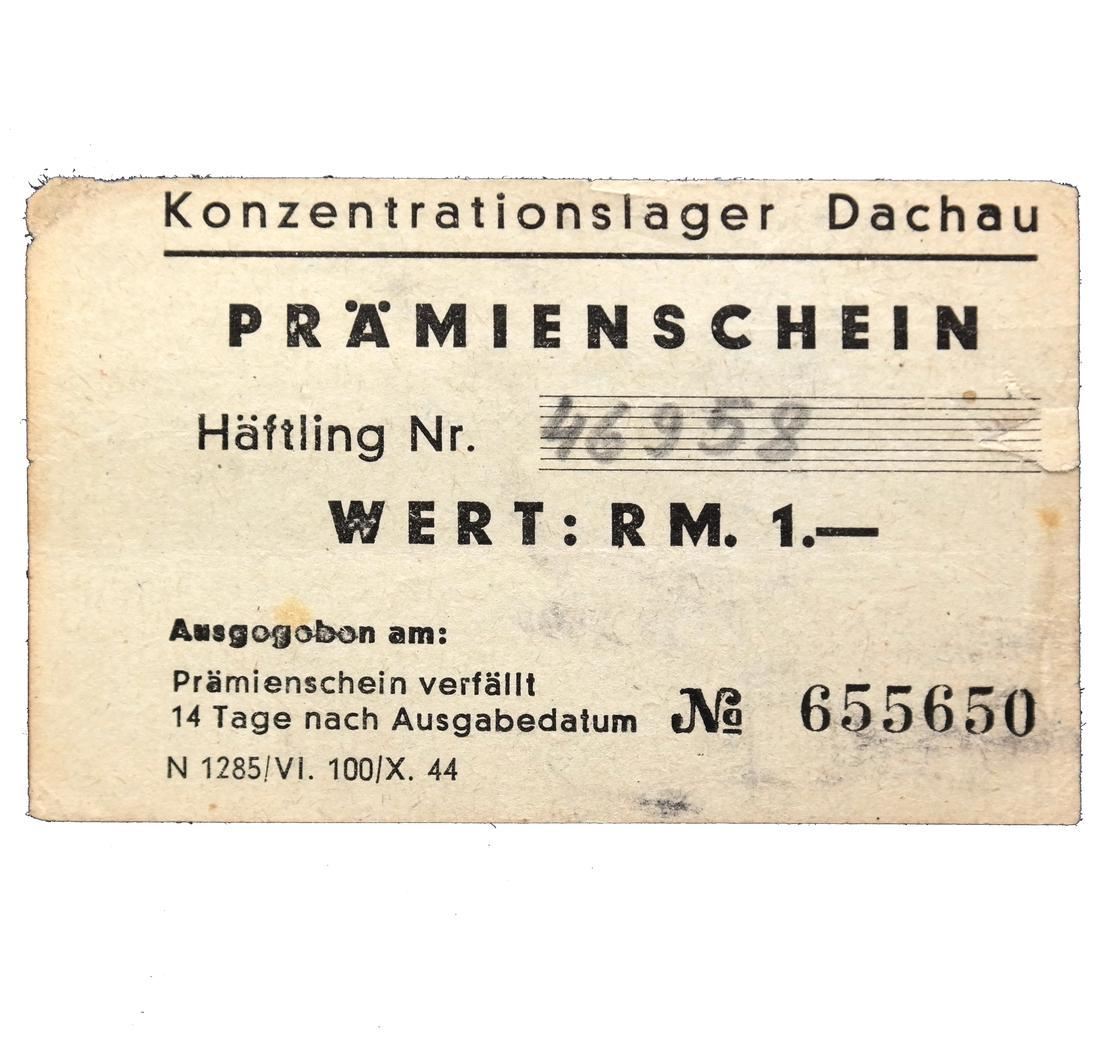 Konzentrationslager Dachau
PRÄMIENSCHEIN
Häftling Nr. 46958
WERT: RM. 1.—
Ausgegeben am:
Prämienschein verfällt
14 Tage nach Ausgabedatum № 655650
N 1285/VI. 100/X. 44